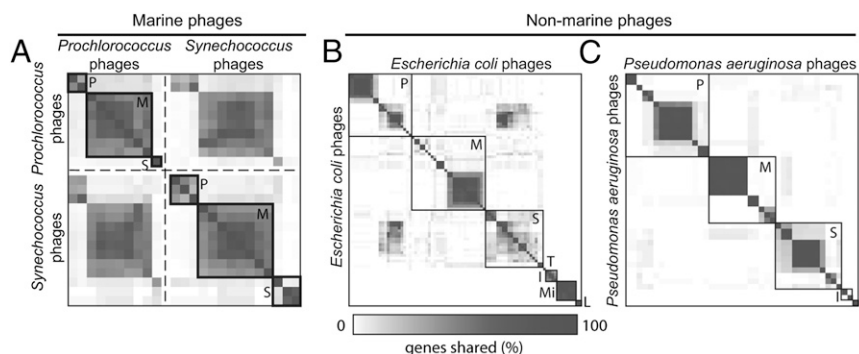 Marine phages
Non-marine phages
A
Prochlorococcus
phages
Synechococcus
phages
B
Escherichia coli phages
C
Pseudomonas aeruginosa phages
Prochlorococcus
phages
Synechococcus
phages
P
M
S
P
M
S
Escherichia coli phages
P
M
S
T
I
Mi
L
Pseudomonas aeruginosa phages
P
M
S
I
0
100
genes shared (%)